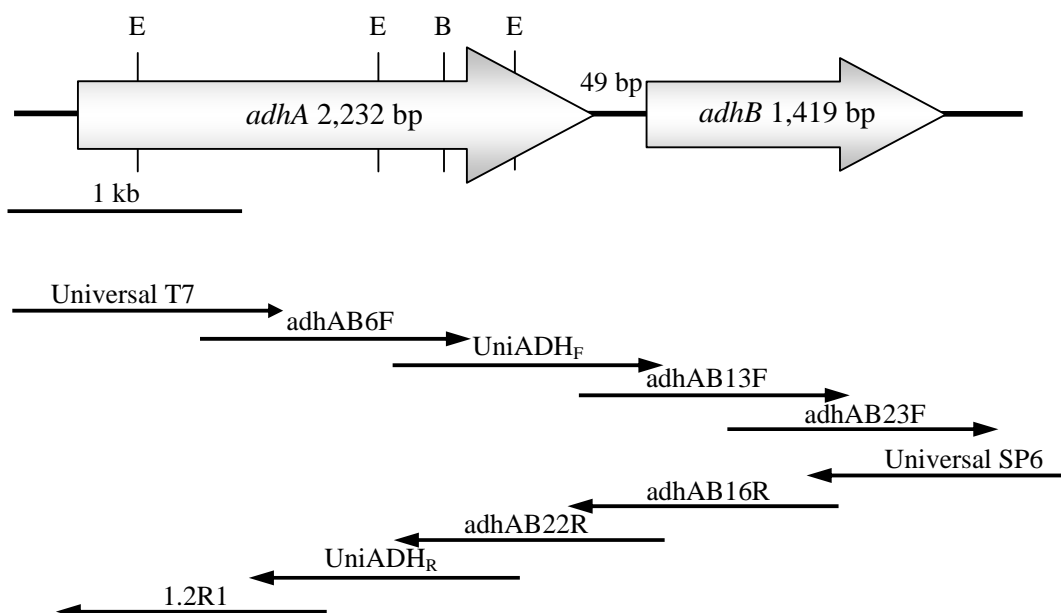 E E B E
49 bp
adhA 2,232 bp
adhB 1,419 bp
1 kb
Universal T7
adhAB6F
UniADHF
adhAB13F
adhAB23F
Universal SP6
adhAB16R
adhAB22R
UniADHR
1.2R1